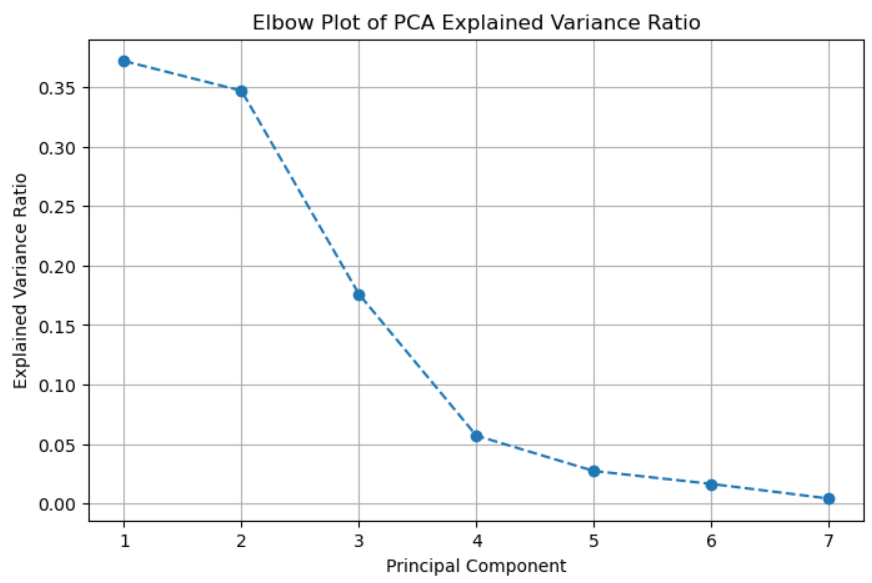 Elbow Plot of PCA Explained Variance Ratio
Explained Variance Ratio
0.35
0.30
0.25
0.20
0.15
0.10
0.05
0.00
1 2 3 4 5 6 7
Principal Component